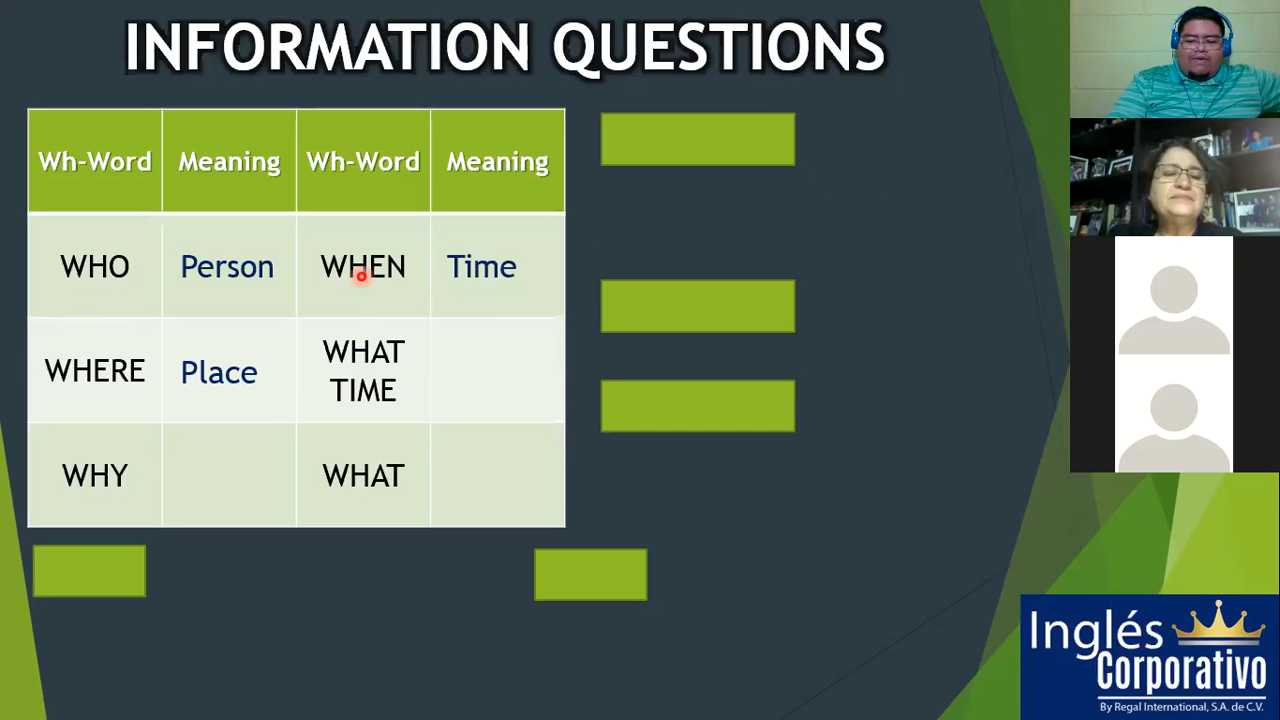 INFORMATION QUESTIONS
Wh-Word Meaning Wh-Word Meaning
WHO Person WHEN Time
WHERE Place WHAT TIME
WHY WHAT
Inglés
Corporativo
By Regal International, S.A. de C.V.